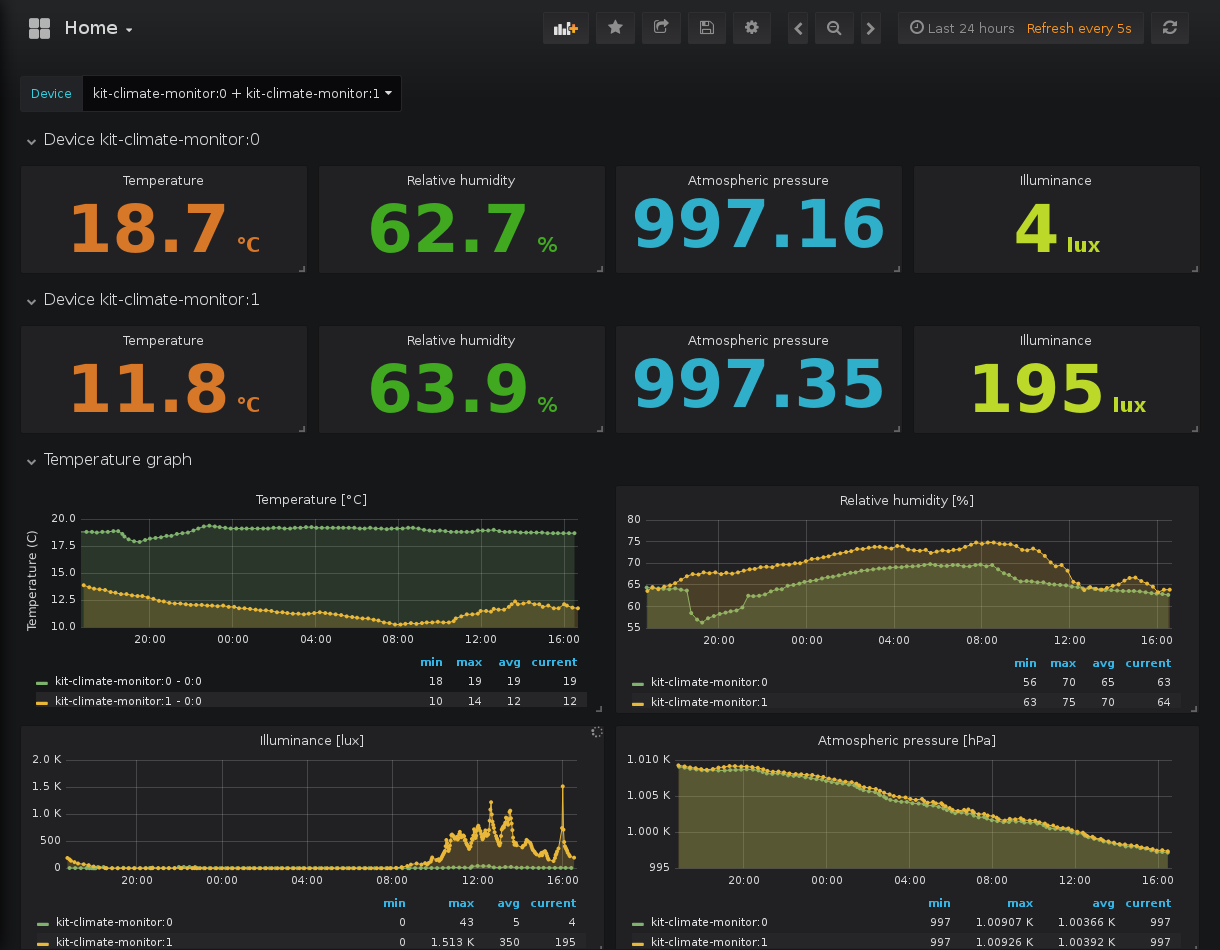 Home
Last 24 hours Refresh every 5s
Device kit-climate-monitor:0 + kit-climate-monitor:1
Device kit-climate-monitor:0
Temperature
18.7 °C
Relative humidity
62.7 %
Atmospheric pressure
997.16
Illuminance
4 lux
Device kit-climate-monitor:1
Temperature
11.8 °C
Relative humidity
63.9 %
Atmospheric pressure
997.35
Illuminance
195 lux
Temperature graph
Temperature [°C]
Temperature (C)
20.0
17.5
15.0
12.5
10.0
20:00 00:00 04:00 08:00 12:00 16:00
min max avg current
kit-climate-monitor:0 - 0:0 18 19 19 19
kit-climate-monitor:1 - 0:0 10 14 12 12
Relative humidity [%]
80
75
70
65
60
55
20:00 00:00 04:00 08:00 12:00 16:00
min max avg current
kit-climate-monitor:0 56 70 65 63
kit-climate-monitor:1 63 75 70 64
Illuminance [lux]
2.0 K
1.5 K
1.0 K
500
0
20:00 00:00 04:00 08:00 12:00 16:00
min max avg current
kit-climate-monitor:0 0 43 5 4
kit-climate-monitor:1 0 1.513 K 350 195
Atmospheric pressure [hPa]
1.010 K
1.005 K
1.000 K
995
20:00 00:00 04:00 08:00 12:00 16:00
min max avg current
kit-climate-monitor:0 997 1.00907 K 1.00366 K 997
kit-climate-monitor:1 997 1.00926 K 1.00392 K 997